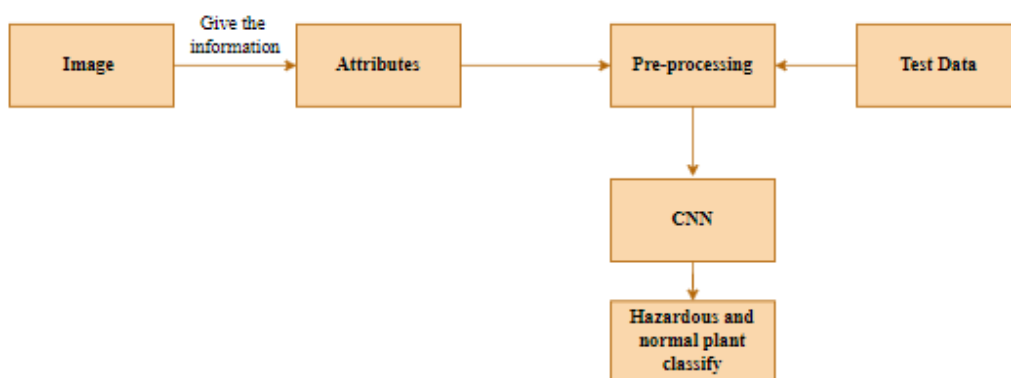 Give the
information
Image
Attributes
Pre-processing
Test Data
CNN
Hazardous and
normal plant
classify